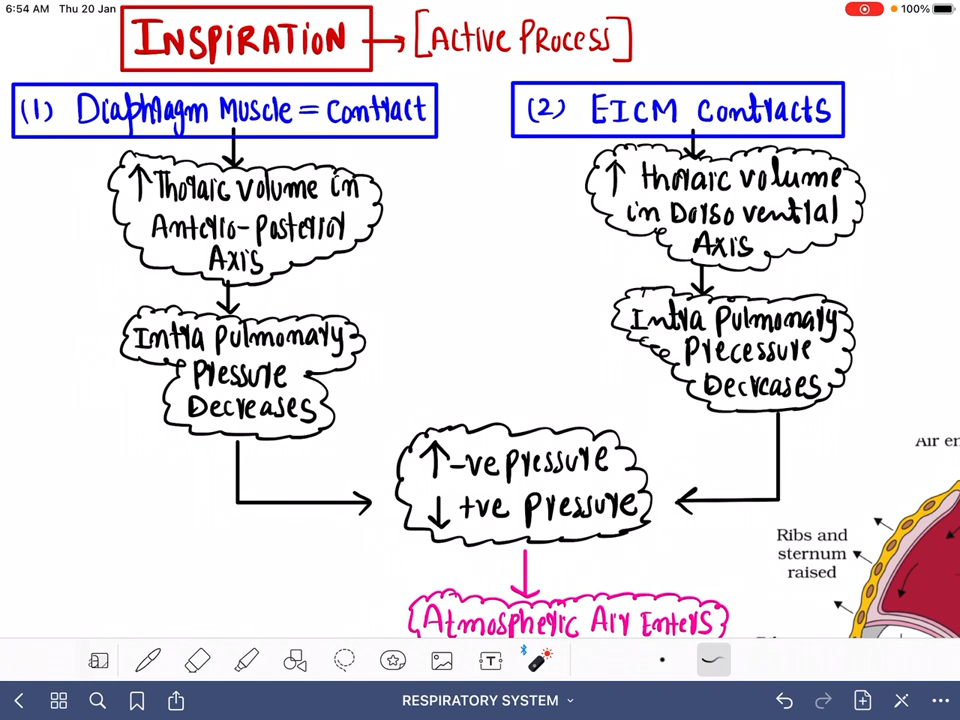 6:54 AM Thu 20 Jan
100%
INSPIRATION → [ACTIVE PROCESS]
(1) Diaphragm Muscle = Contract
↑ Thoraic volume in
Antero-posterior
Axis
Intra pulmonary
Pressure
Decreases
(2) EICM Contracts
↑ thoraic volume
in Dorso ventral
Axis
Intra pulmonary
Precessure
Decreases
↑ -ve pressure
↓ +ve pressure
Atmospheric Air Enters
Air en
Ribs and
sternum
raised
RESPIRATORY SYSTEM